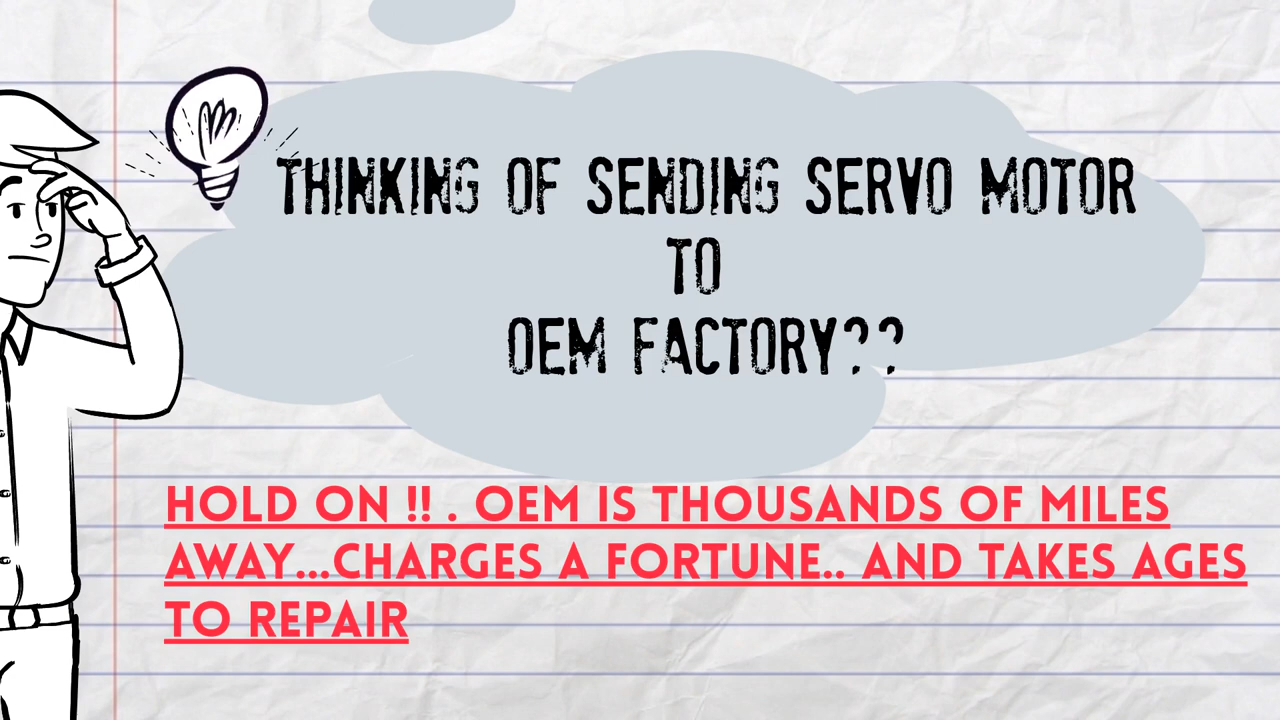 THINKING OF SENDING SERVO MOTOR
TO
OEM FACTORY??
HOLD ON !! . OEM IS THOUSANDS OF MILES
AWAY...CHARGES A FORTUNE.. AND TAKES AGES
TO REPAIR